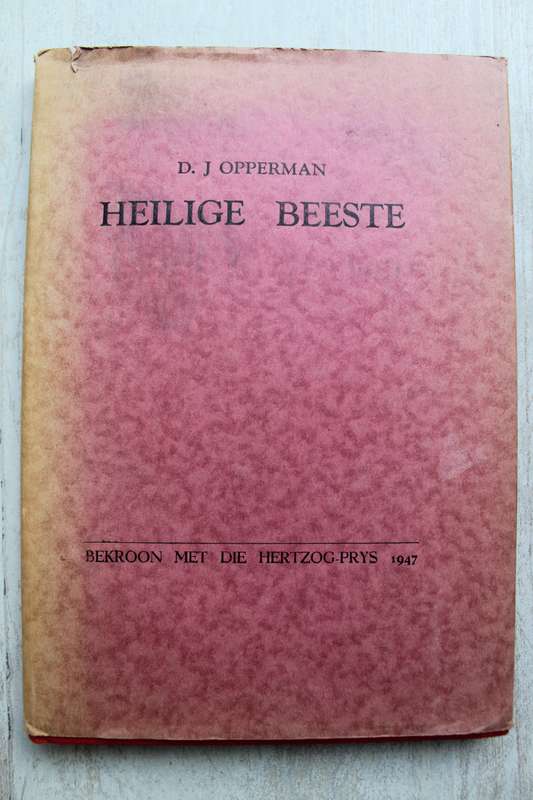 D. J OPPERMAN
HEILIGE BEESTE
BEKROON MET DIE HERTZOG-PRYS 1947